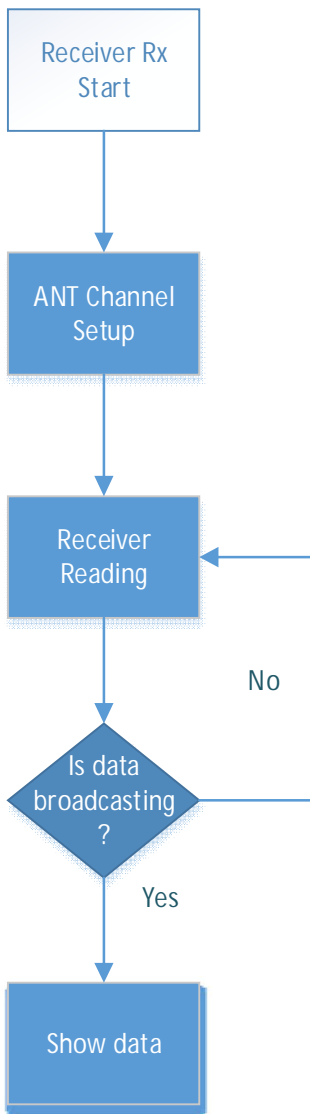 Receiver Rx
Start
ANT Channel
Setup
Receiver
Reading
No
Is data
broadcasting
?
Yes
Show data